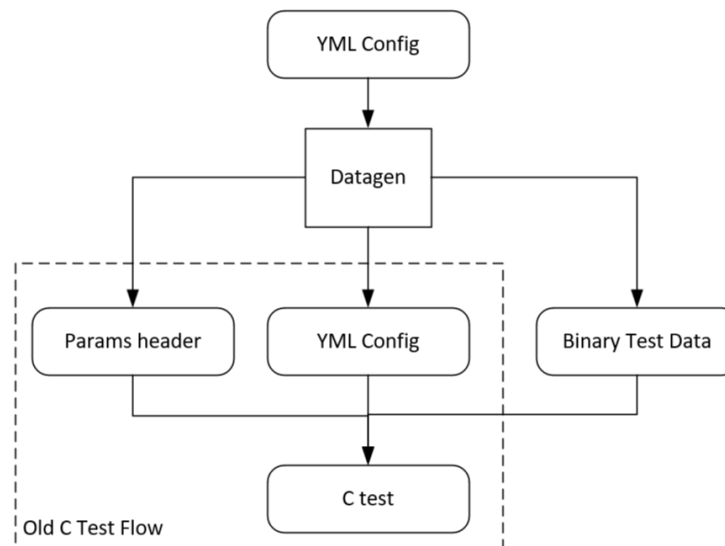 YML Config
Datagen
Params header
YML Config
Binary Test Data
C test
Old C Test Flow